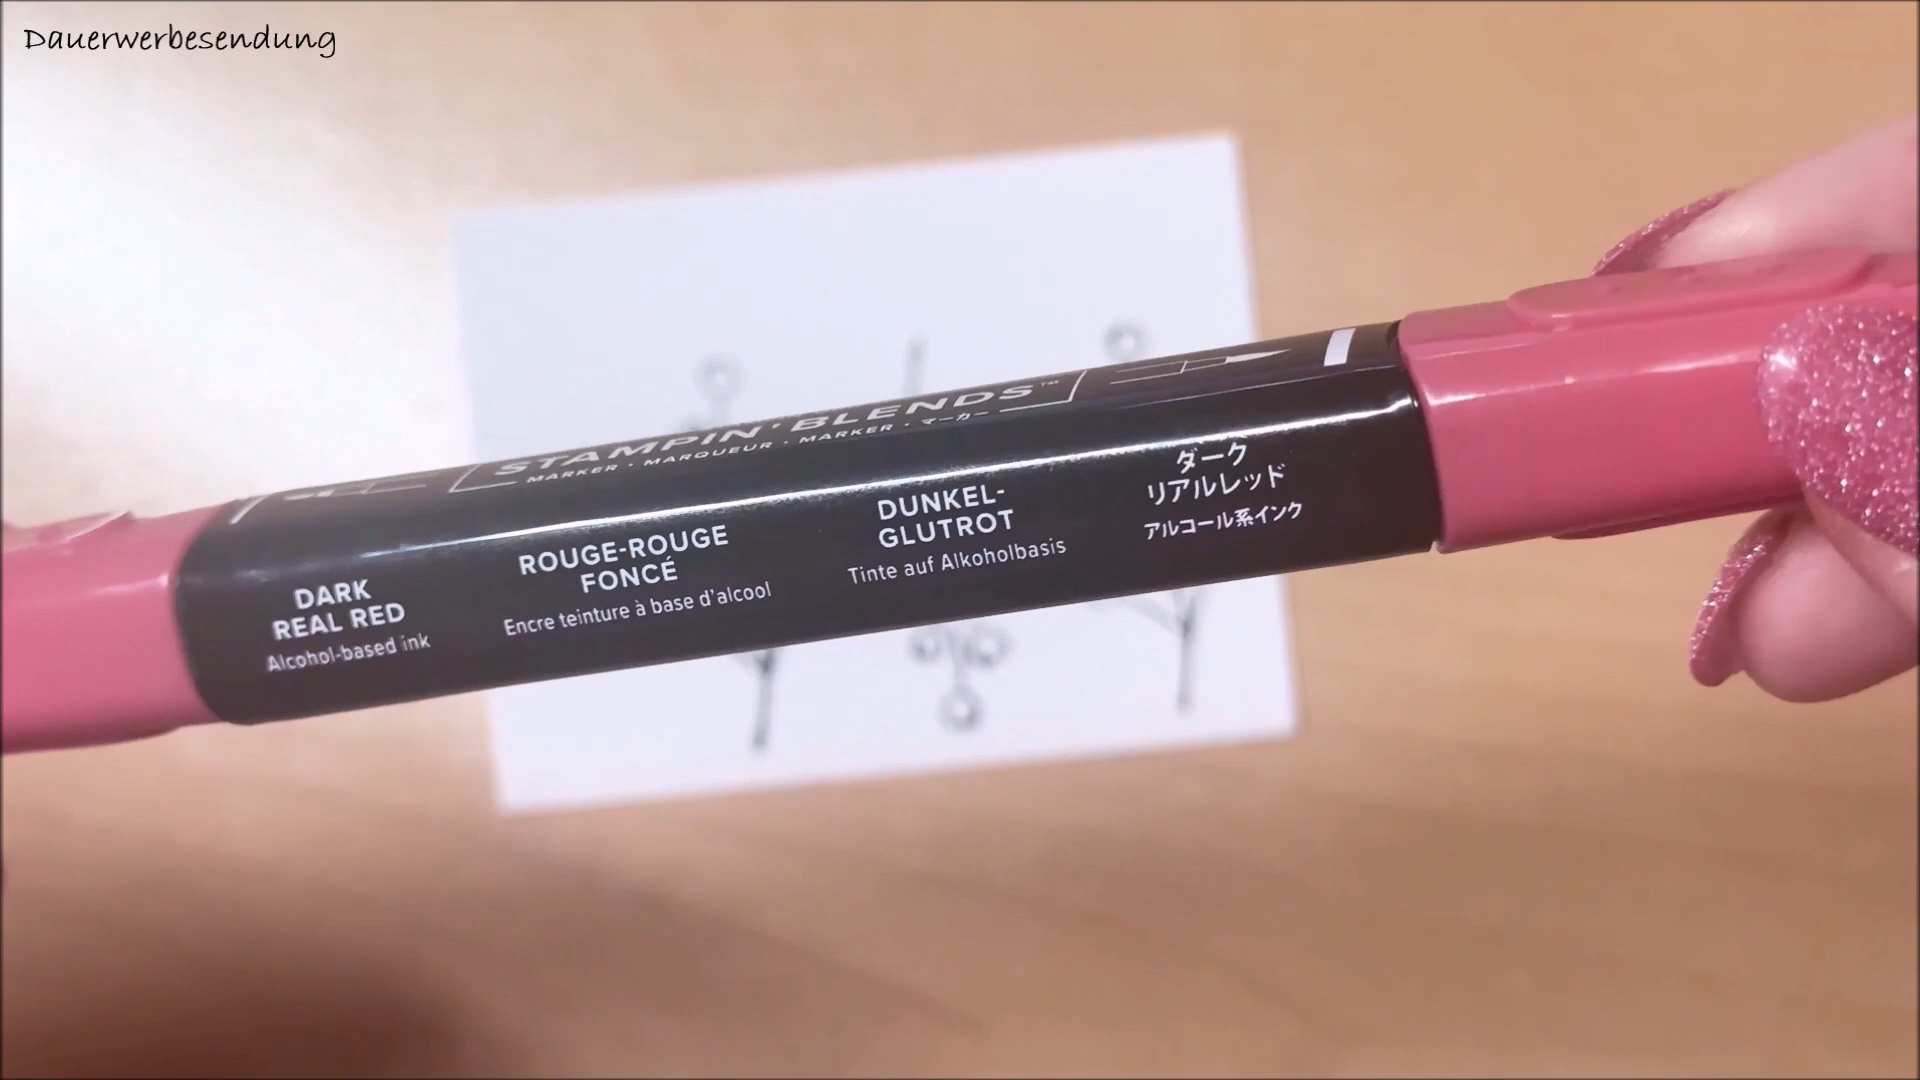 Dauerwerbesendung
STAMPIN' BLENDS™
MARKER • MARQUEUR • MARKER • マーカー
DARK
REAL RED
Alcohol-based ink
ROUGE-ROUGE
FONCÉ
Encre teinture à base d'alcool
DUNKEL-
GLUTROT
Tinte auf Alkoholbasis
ダーク
リアルレッド
アルコール系インク